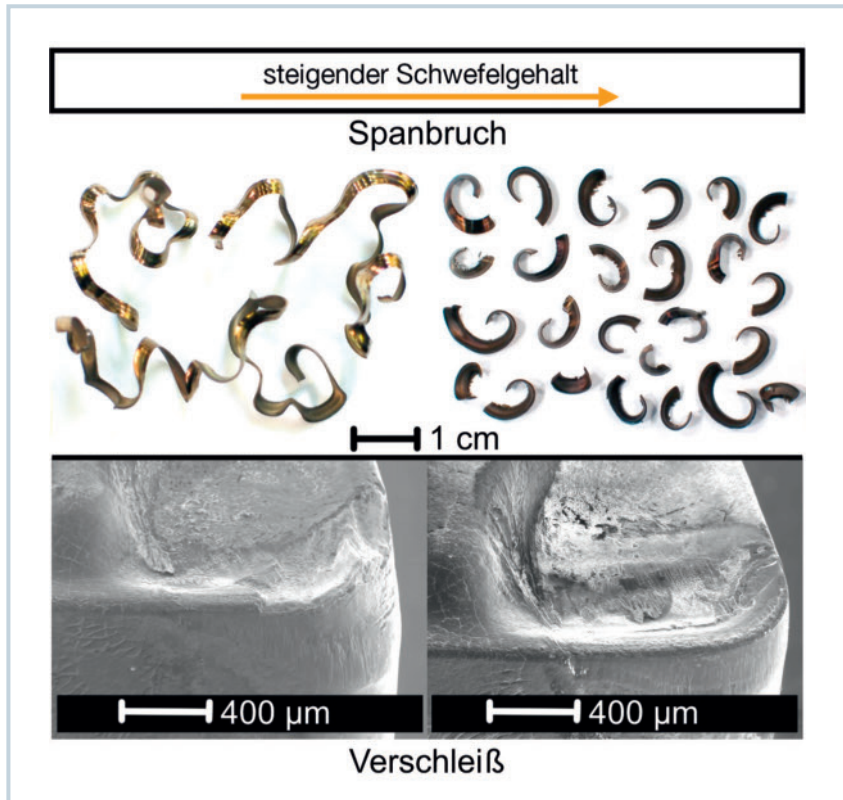 steigender Schwefelgehalt
Spanbruch
1 cm
400 µm
400 µm
Verschleiß